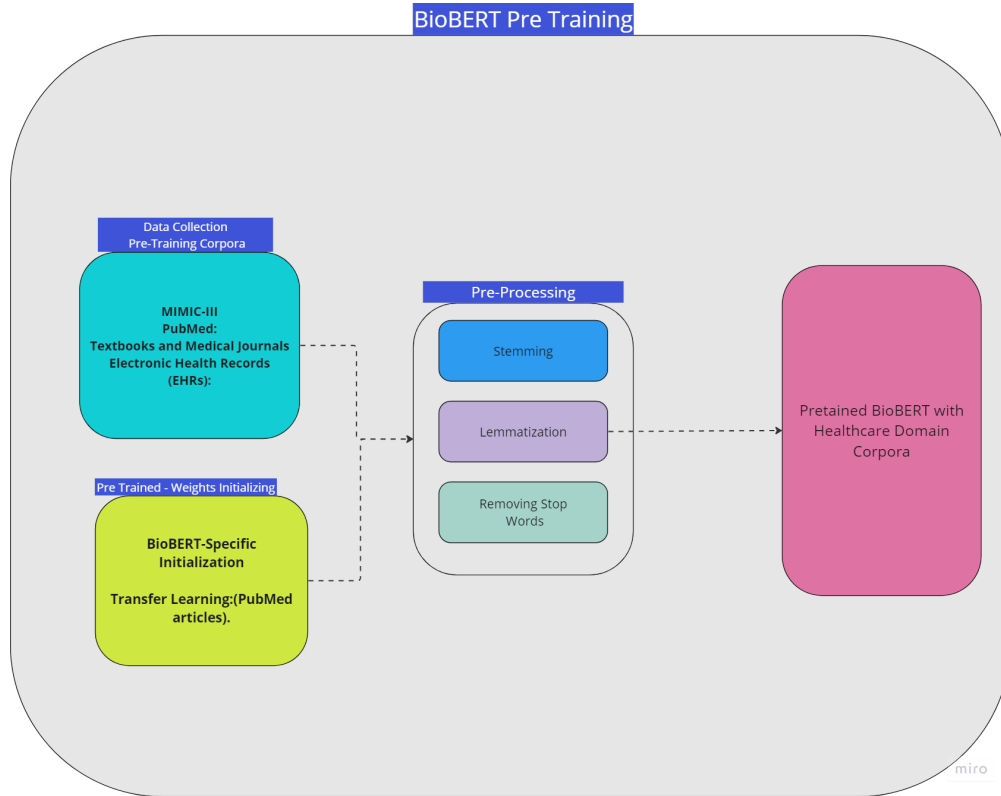 BioBERT Pre Training
Data Collection
Pre-Training Corpora
MIMIC-III
PubMed:
Textbooks and Medical Journals
Electronic Health Records
(EHRs):
Pre Trained - Weights Initializing
BioBERT-Specific
Initialization
Transfer Learning:(PubMed
articles).
Pre-Processing
Stemming
Lemmatization
Removing Stop
Words
Pretained BioBERT with
Healthcare Domain
Corpora
miro